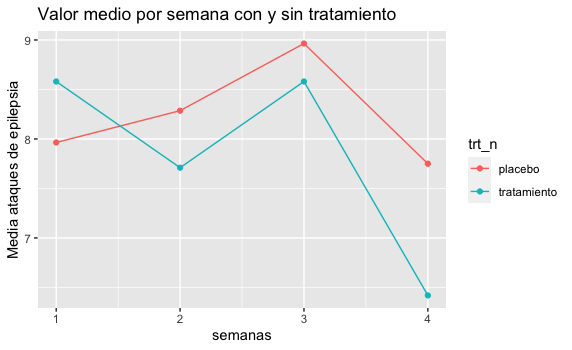 Valor medio por semana con y sin tratamiento
Media ataques de epilepsia
9
8
7
1
2
3
4
semanas
trt_n
placebo
tratamiento